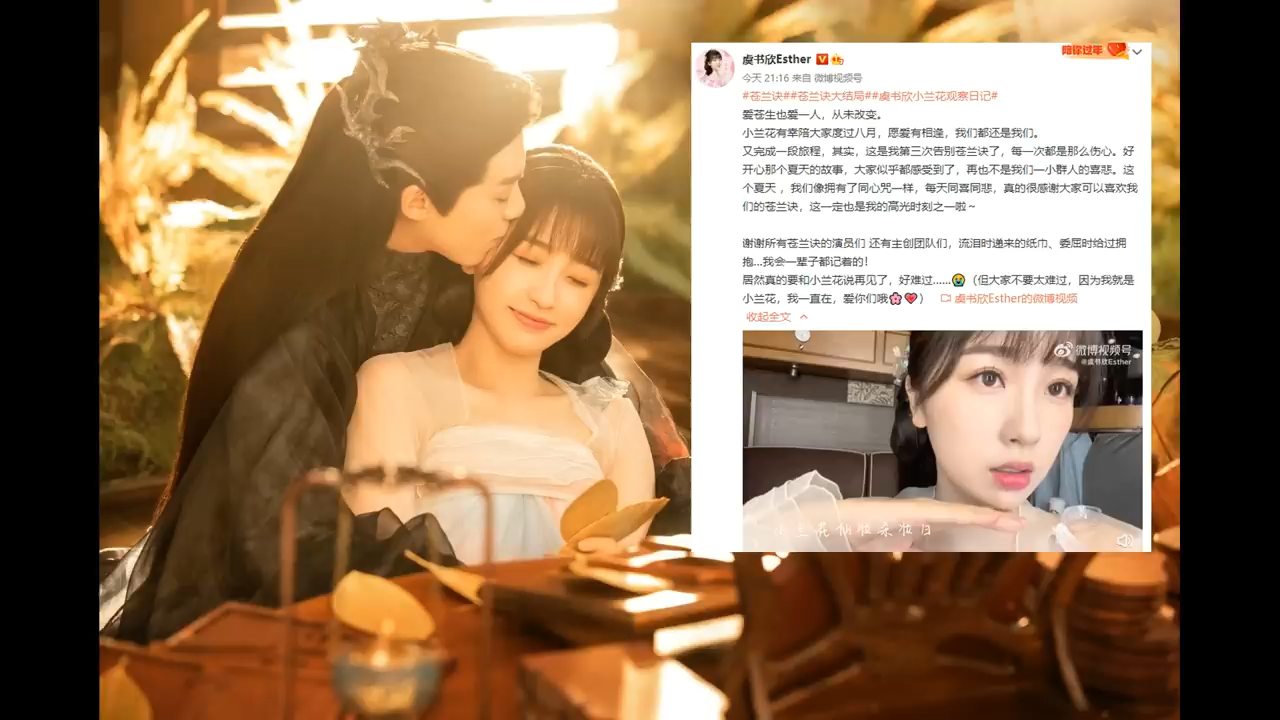 虞书欣Esther
陪你过年
今天 21:16 来自 微博视频号
#苍兰诀##苍兰诀大结局##虞书欣小兰花观察日记#
爱苍生也爱一人，从未改变。
小兰花有幸陪大家度过八月，愿爱有相逢，我们都还是我们。
又完成一段旅程，其实，这是我第三次告别苍兰诀了，每一次都是那么伤心。好
开心那个夏天的故事，大家似乎都感受到了，再也不是我们一小群人的喜悲。这
个夏天 ，我们像拥有了同心咒一样，每天同喜同悲，真的很感谢大家可以喜欢我
们的苍兰诀，这一定也是我的高光时刻之一啦～
谢谢所有苍兰诀的演员们 还有主创团队们，流泪时递来的纸巾、委屈时给过拥
抱...我会一辈子都记着的！
居然真的要和小兰花说再见了，好难过……😭（但大家不要太难过，因为我就是
小兰花，我一直在，爱你们哦🌸❤️） 虞书欣Esther的微博视频
收起全文
微博视频号
@虞书欣Esther
兰花仙妆杀妆日